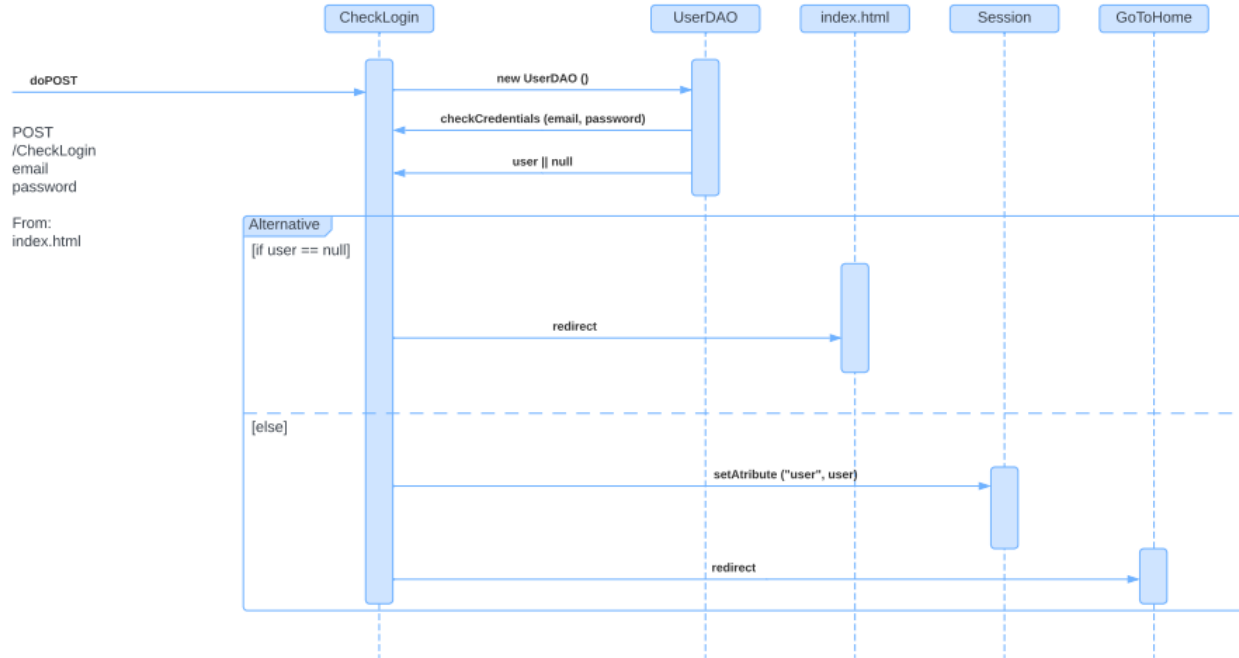 CheckLogin
UserDAO
index.html
Session
GoToHome
doPOST
new UserDAO ()
checkCredentials (email, password)
user || null
POST
/CheckLogin
email
password
From:
index.html
Alternative
[if user == null]
redirect
[else]
setAtribute ("user", user)
redirect